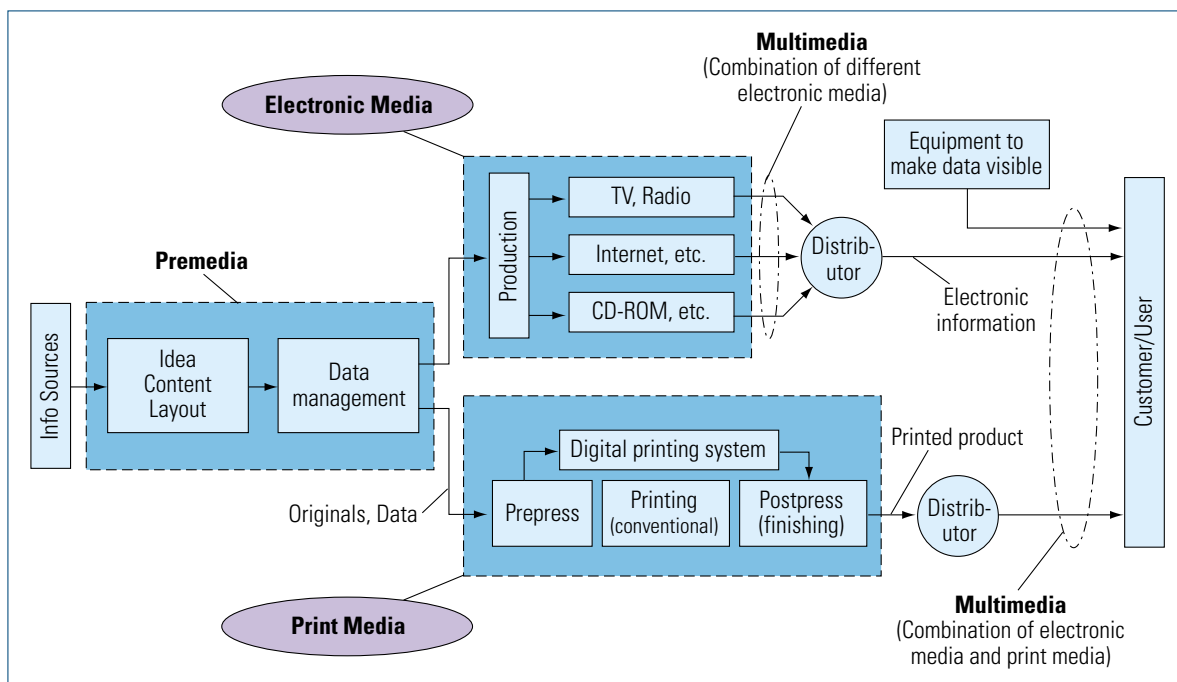 Multimedia
(Combination of different
electronic media)
Electronic Media
Equipment to
make data visible
Production
TV, Radio
Internet, etc.
CD-ROM, etc.
Distrib-
utor
Electronic
information
Customer/User
Premedia
Info Sources
Idea
Content
Layout
Data
management
Originals, Data
Digital printing system
Prepress
Printing
(conventional)
Postpress
(finishing)
Printed product
Distrib-
utor
Print Media
Multimedia
(Combination of electronic
media and print media)